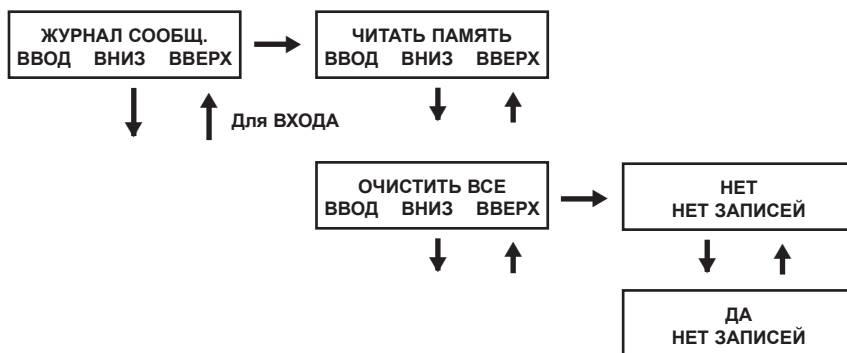 ЖУРНАЛ СООБЩ.
ВВОД ВНИЗ ВВЕРХ
ЧИТАТЬ ПАМЯТЬ
ВВОД ВНИЗ ВВЕРХ
Для ВХОДА
ОЧИСТИТЬ ВСЕ
ВВОД ВНИЗ ВВЕРХ
НЕТ
НЕТ ЗАПИСЕЙ
ДА
НЕТ ЗАПИСЕЙ